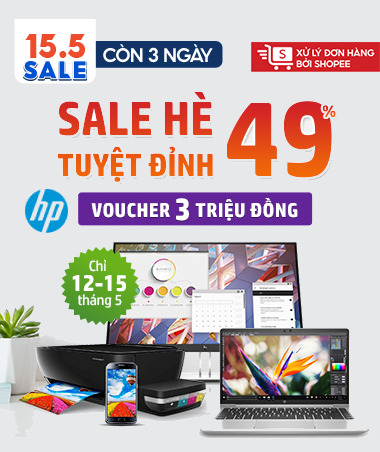 15.5
SALE
CÒN 3 NGÀY
S
XỬ LÝ ĐƠN HÀNG
BỞI SHOPEE
SALE HÈ
TUYỆT ĐỈNH
49%
hp
VOUCHER 3 TRIỆU ĐỒNG
Chỉ
12-15
tháng 5